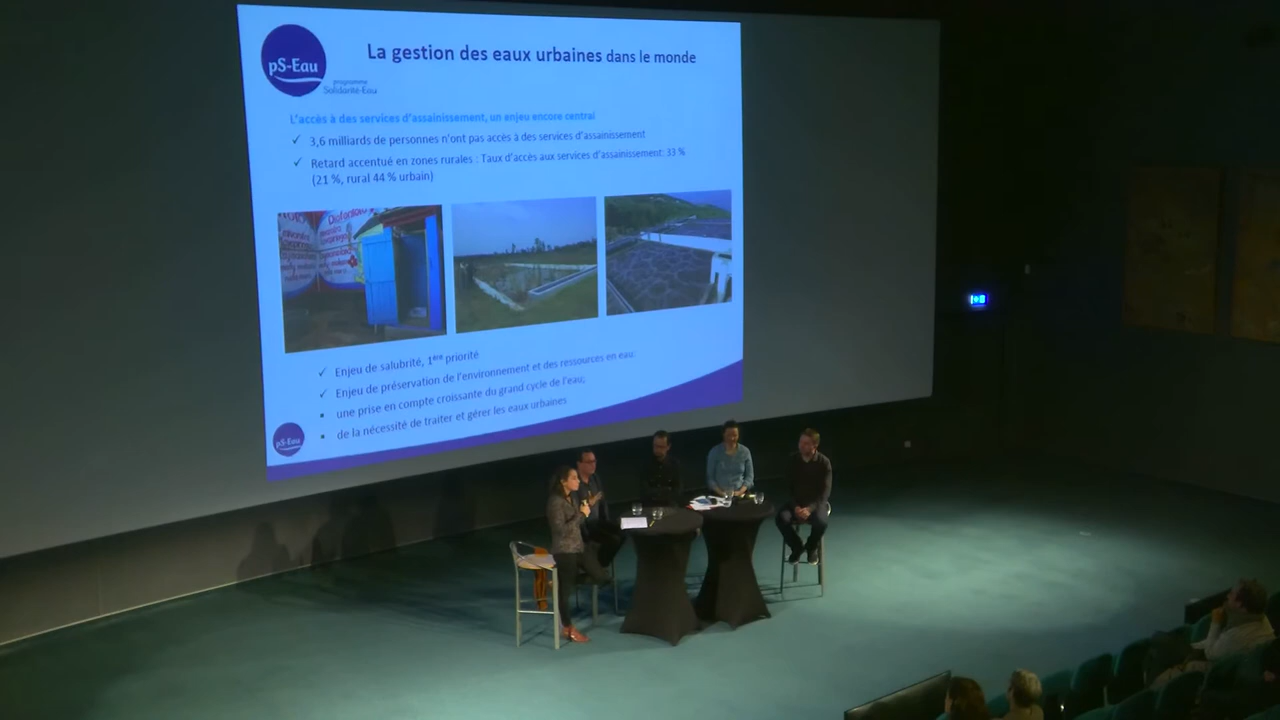 pS-Eau
programme
Solidarité-Eau
La gestion des eaux urbaines dans le monde
L'accès à des services d'assainissement, un enjeu encore central
✓ 3,6 milliards de personnes n'ont pas accès à des services d'assainissement
✓ Retard accentué en zones rurales : Taux d'accès aux services d'assainissement: 33 %
(21 %, rural 44 % urbain)
✓ Enjeu de salubrité, 1ère priorité
✓ Enjeu de préservation de l'environnement et des ressources en eau:
▪ une prise en compte croissante du grand cycle de l'eau;
▪ de la nécessité de traiter et gérer les eaux urbaines
pS-Eau